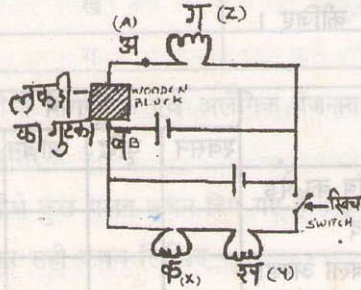 कीजिए ।
(A)
अ
ग (Z)
लकड़ी
का गुटका
WOODEN
BLOCK
ब B
स्विच
SWITCH
क (X)
ख (Y)